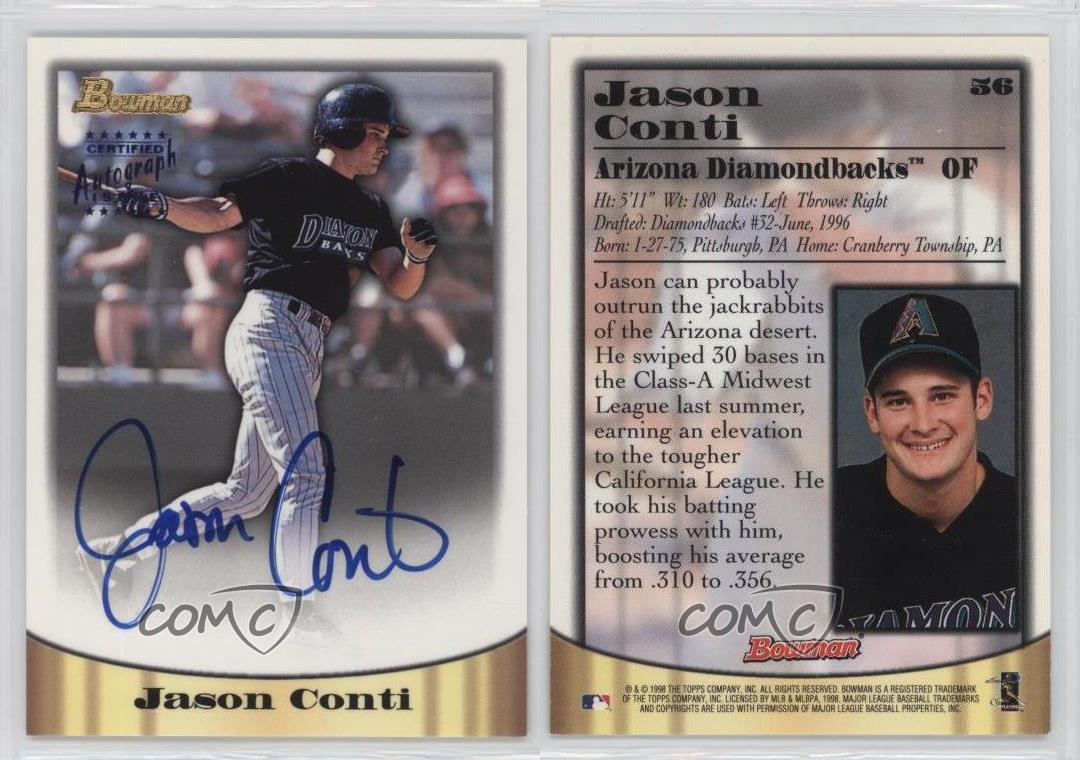 Bowman
CERTIFIED
Autograph
ISSUE
DIAMOND
BACKS
Jason Conti
COMC
Jason Conti
Jason
Conti
56
Arizona Diamondbacks™ OF
Ht: 5'11" Wt: 180 Bats: Left Throws: Right
Drafted: Diamondbacks #32-June, 1996
Born: 1-27-75, Pittsburgh, PA Home: Cranberry Township, PA
Jason can probably
outrun the jackrabbits
of the Arizona desert.
He swiped 30 bases in
the Class-A Midwest
League last summer,
earning an elevation
to the tougher
California League. He
took his batting
prowess with him,
boosting his average
from .310 to .356.
A
YAMON
COMC
Bowman
® & © 1998 THE TOPPS COMPANY, INC. ALL RIGHTS RESERVED. BOWMAN IS A REGISTERED TRADEMARK
OF THE TOPPS COMPANY, INC. LICENSED BY MLB & MLBPA, 1998. MAJOR LEAGUE BASEBALL TRADEMARKS
AND COPYRIGHTS ARE USED WITH PERMISSION OF MAJOR LEAGUE BASEBALL PROPERTIES, INC.